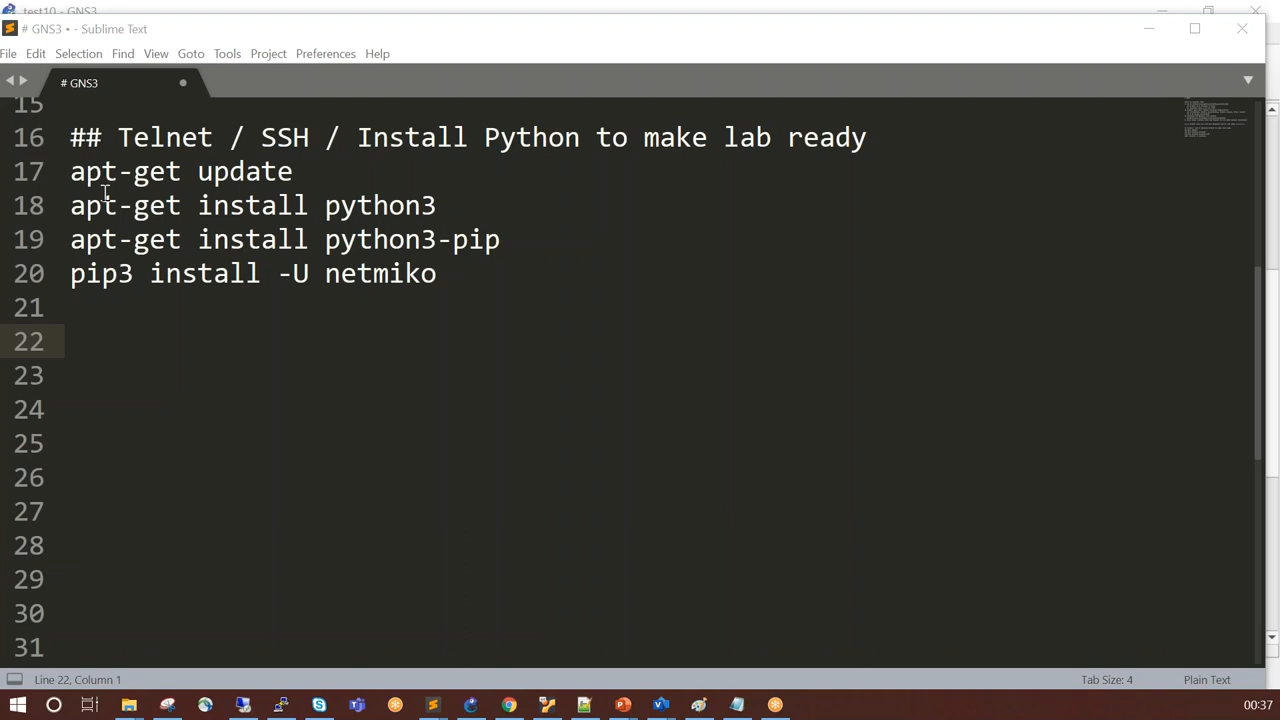 test10 - GNS3
# GNS3 • - Sublime Text
File Edit Selection Find View Goto Tools Project Preferences Help
# GNS3
15
16 ## Telnet / SSH / Install Python to make lab ready
17 apt-get update
18 apt-get install python3
19 apt-get install python3-pip
20 pip3 install -U netmiko
21
22
23
24
25
26
27
28
29
30
31
Line 22, Column 1 Tab Size: 4 Plain Text
00:37